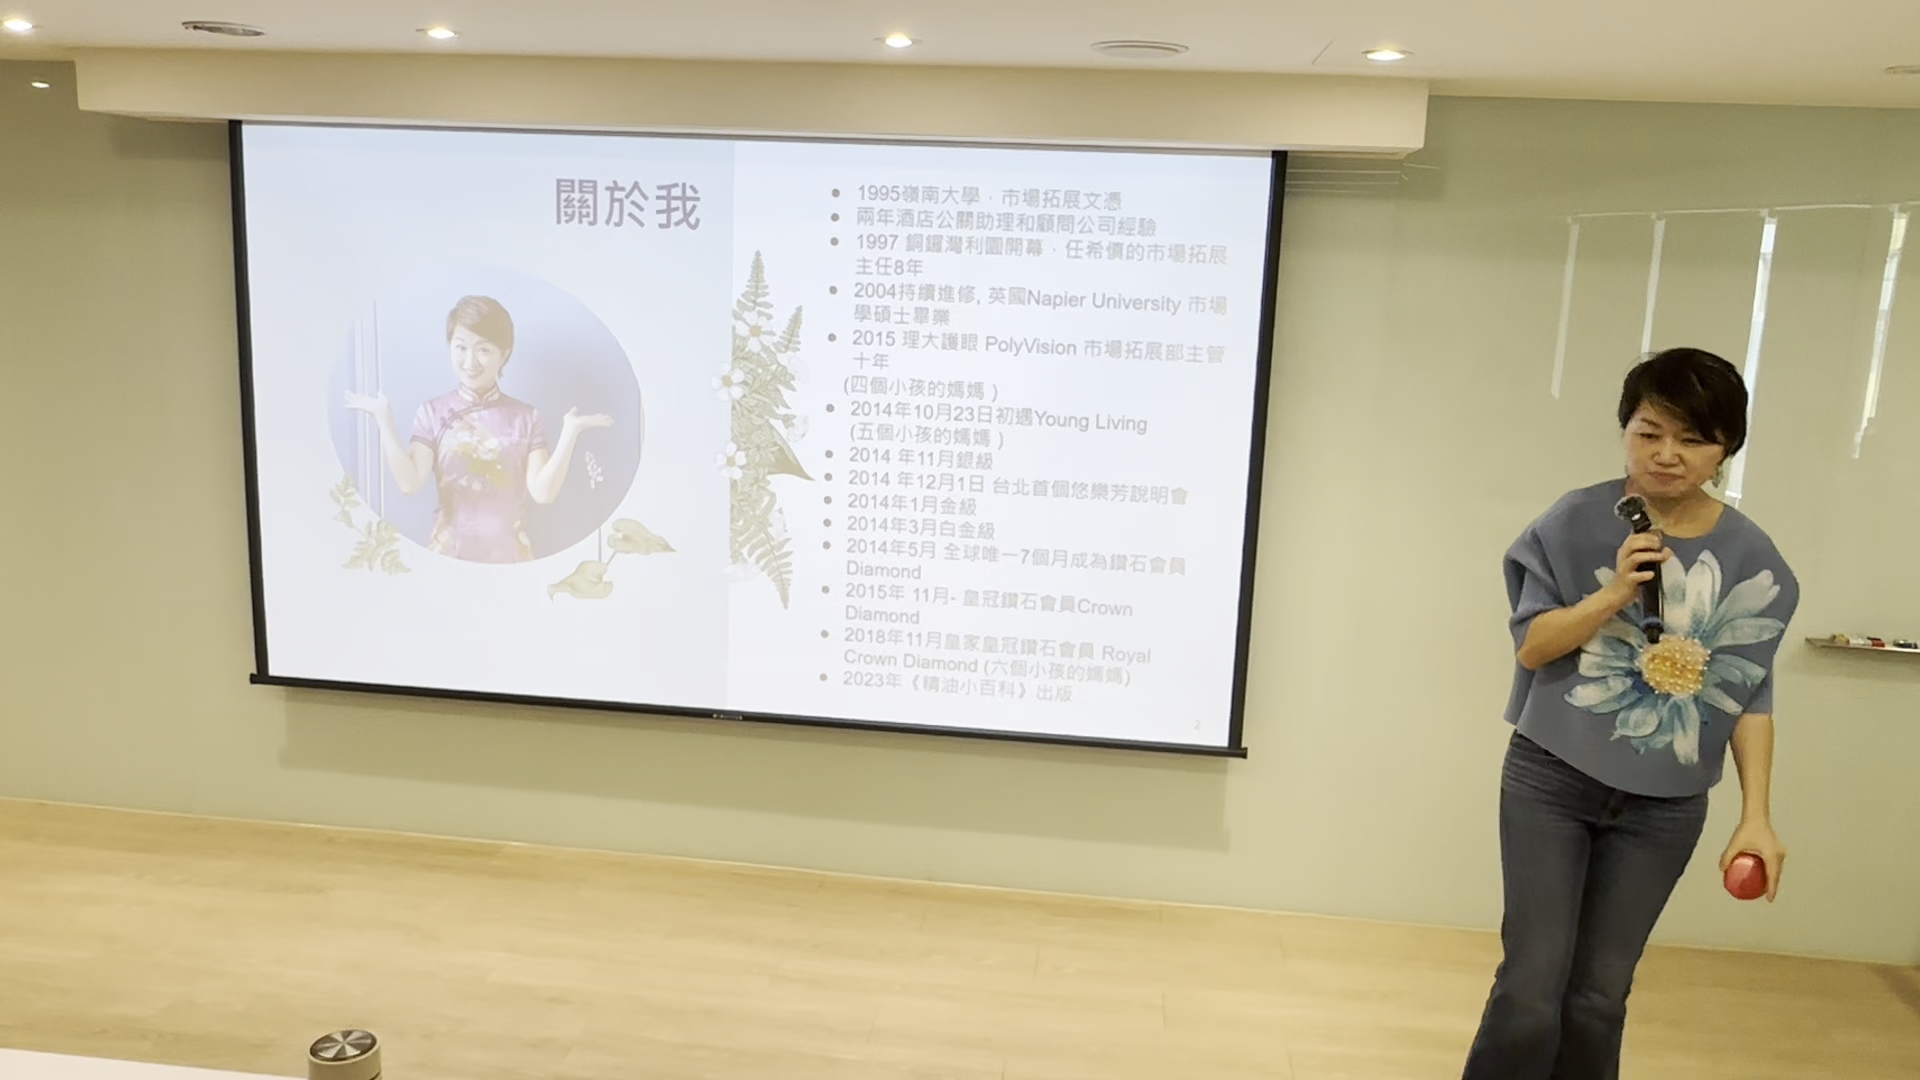 關於我
1995嶺南大學，市場拓展文憑
兩年酒店公關助理和顧問公司經驗
1997 銅鑼灣利園開幕，任希慎的市場拓展
主任8年
2004持續進修, 英國Napier University 市場
學碩士畢業
2015 理大護眼 PolyVision 市場拓展部主管
十年
(四個小孩的媽媽 )
2014年10月23日初遇Young Living
(五個小孩的媽媽 )
2014 年11月銀級
2014 年12月1日 台北首個悠樂芳說明會
2014年1月金級
2014年3月白金級
2014年5月 全球唯一7個月成為鑽石會員
Diamond
2015年 11月- 皇冠鑽石會員Crown
Diamond
2018年11月皇家皇冠鑽石會員 Royal
Crown Diamond (六個小孩的媽媽)
2023年《精油小百科》出版
2